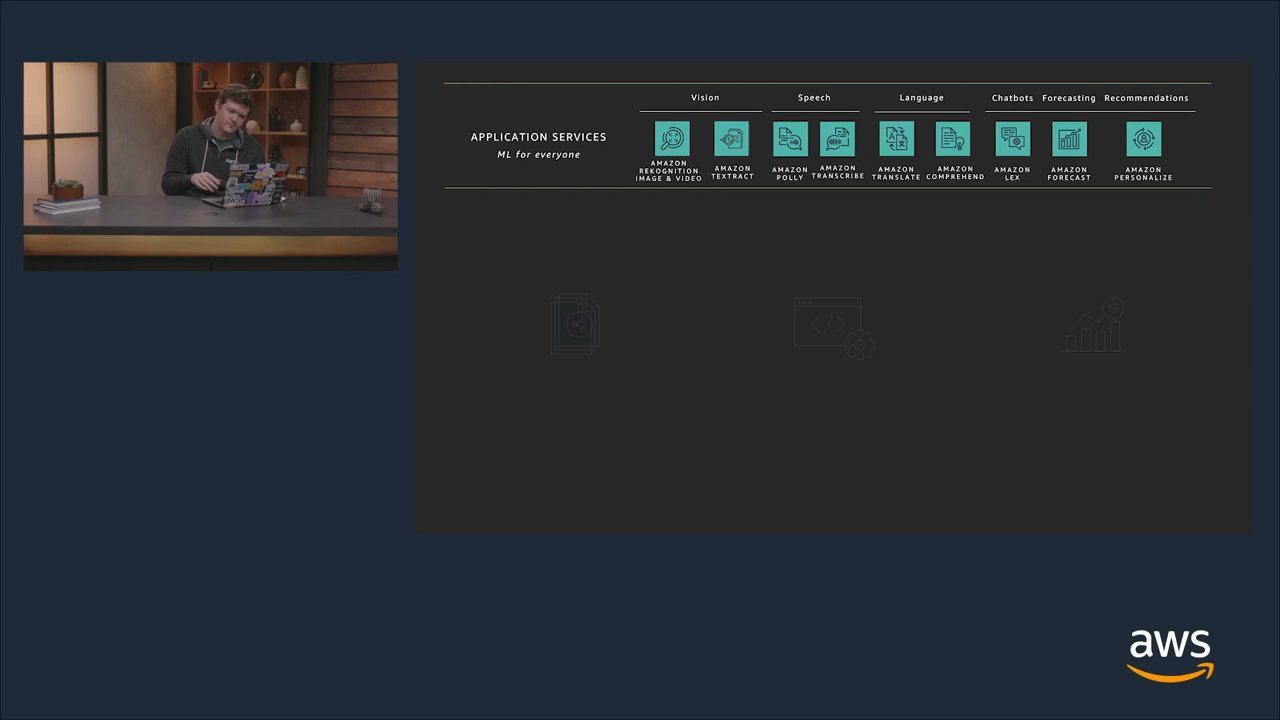 Vision
Speech
Language
Chatbots
Forecasting
Recommendations
APPLICATION SERVICES
ML for everyone
AMAZON
REKOGNITION
IMAGE & VIDEO
AMAZON
TEXTRACT
AMAZON
POLLY
AMAZON
TRANSCRIBE
AMAZON
TRANSLATE
AMAZON
COMPREHEND
AMAZON
LEX
AMAZON
FORECAST
AMAZON
PERSONALIZE
aws